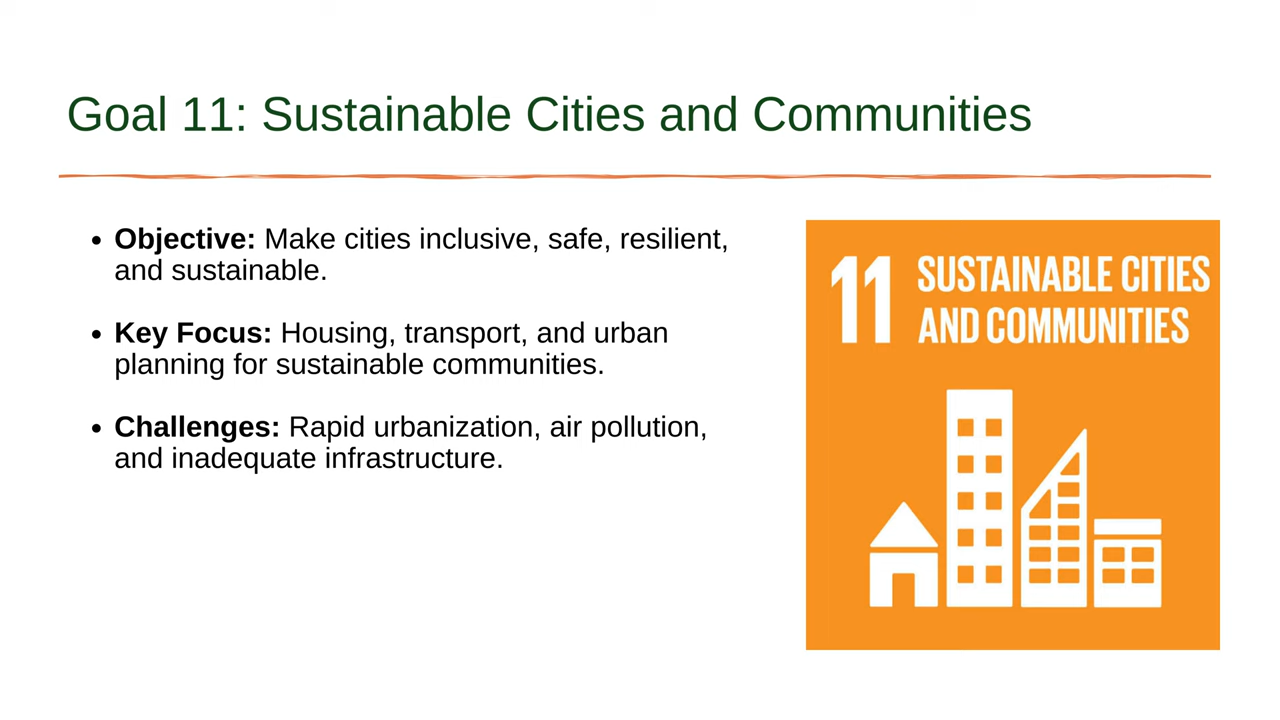 Goal 11: Sustainable Cities and Communities
• Objective: Make cities inclusive, safe, resilient,
and sustainable.
• Key Focus: Housing, transport, and urban
planning for sustainable communities.
• Challenges: Rapid urbanization, air pollution,
and inadequate infrastructure.
11 SUSTAINABLE CITIES
AND COMMUNITIES